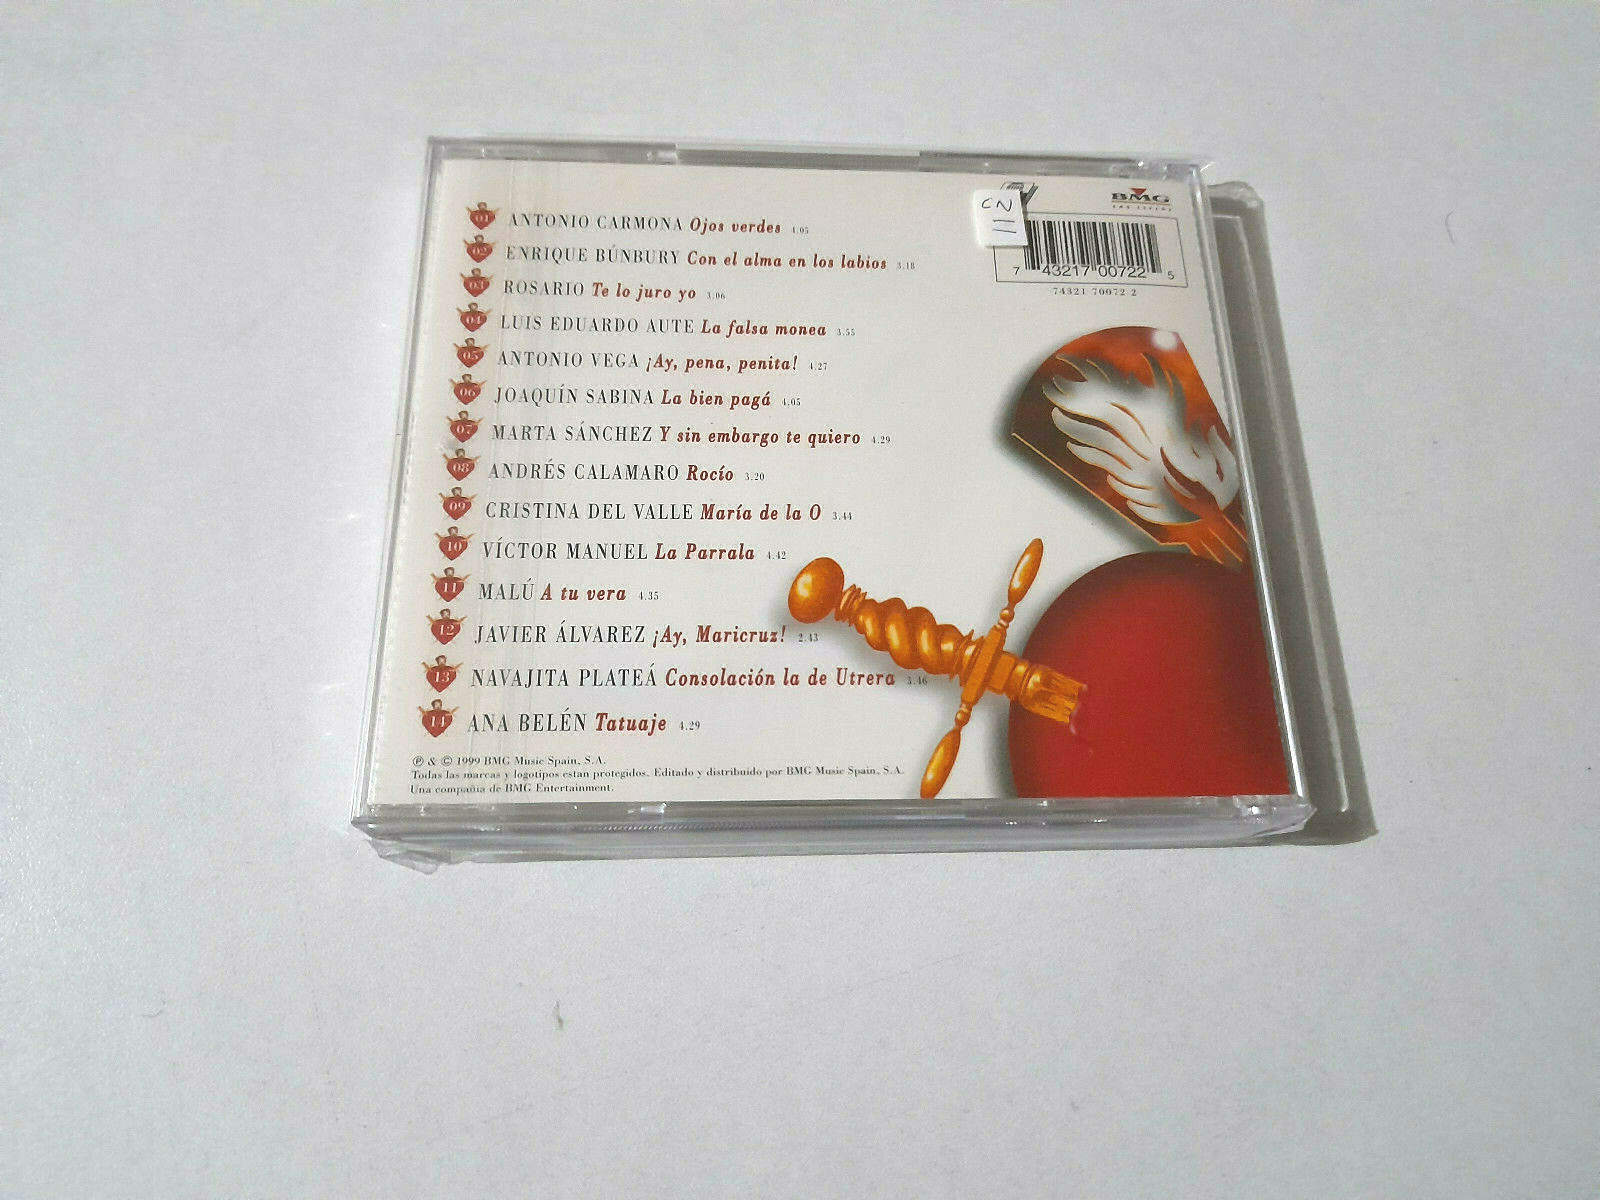 CN
11
BMG
ARIOLA
7 43217 00722 5
74321 70072 2
01 ANTONIO CARMONA Ojos verdes 4.05
02 ENRIQUE BÚNBURY Con el alma en los labios 3.18
03 ROSARIO Te lo juro yo 3.06
04 LUIS EDUARDO AUTE La falsa monea 3.55
05 ANTONIO VEGA ¡Ay, pena, penita! 4.27
06 JOAQUÍN SABINA La bien pagá 4.05
07 MARTA SÁNCHEZ Y sin embargo te quiero 4.29
08 ANDRÉS CALAMARO Rocío 3.20
09 CRISTINA DEL VALLE María de la O 3.44
10 VÍCTOR MANUEL La Parrala 4.42
11 MALÚ A tu vera 4.35
12 JAVIER ÁLVAREZ ¡Ay, Maricruz! 2.43
13 NAVAJITA PLATEÁ Consolación la de Utrera 3.46
14 ANA BELÉN Tatuaje 4.29
℗ & © 1999 BMG Music Spain, S.A.
Todas las marcas y logotipos estan protegidos. Editado y distribuido por BMG Music Spain, S.A.
Una compañia de BMG Entertainment.